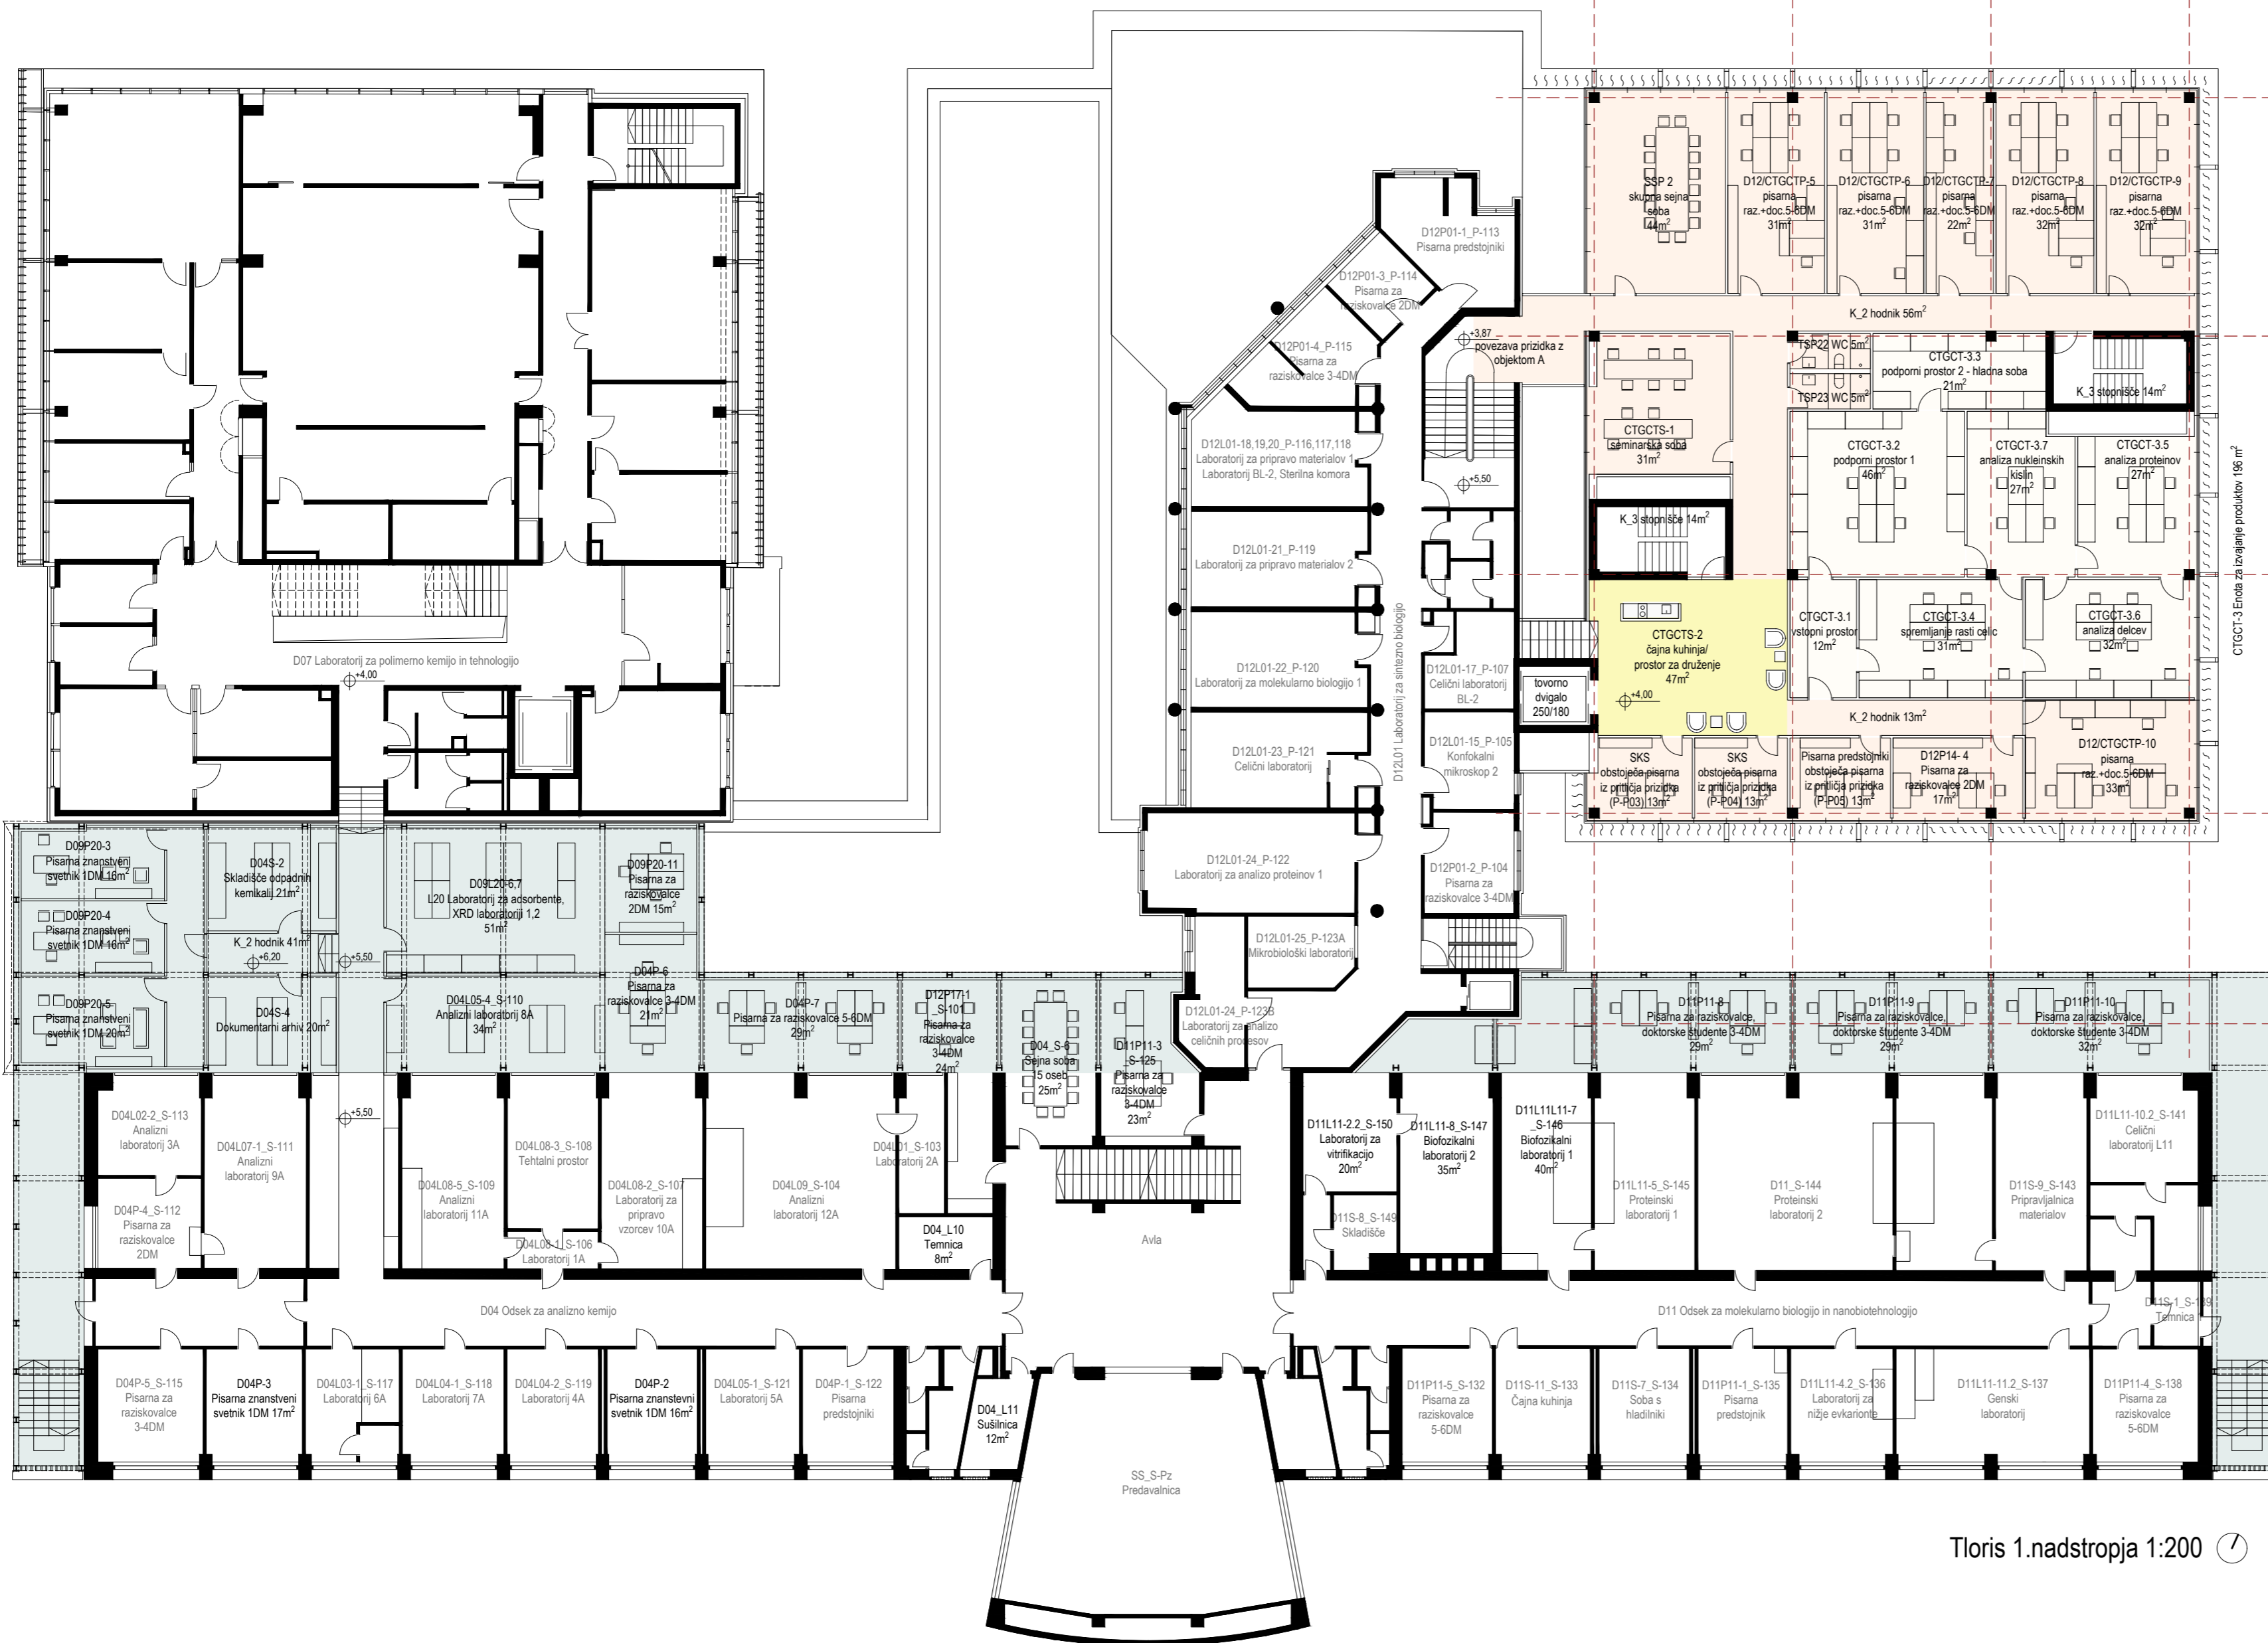 SSP 2
skupna sejna
soba
44m²
D12/CTGCTP-5
pisarna
raz.+doc.5-6DM
31m²
D12/CTGCTP-6
pisarna
raz.+doc.5-6DM
31m²
D12/CTGCTP-7
pisarna
raz.+doc.5-6DM
22m²
D12/CTGCTP-8
pisarna
raz.+doc.5-6DM
32m²
D12/CTGCTP-9
pisarna
raz.+doc.5-6DM
32m²
D12P01-1_P-113
Pisarna predstojniki
D12P01-3_P-114
Pisarna za
raziskovalce 2DM
K_2 hodnik 56m²
+3,87
povezava prizidka z
objektom A
D12P01-4_P-115
Pisarna za
raziskovalce 3-4DM
TSP22 WC 5m²
TSP23 WC 5m²
CTGCT-3.3
podporni prostor 2 - hladna soba
21m²
K_3 stopnišče 14m²
CTGCTS-1
seminarska soba
31m²
D12L01-18,19,20_P-116,117,118
Laboratorij za pripravo materialov 1
Laboratorij BL-2, Sterilna komora
CTGCT-3.2
podporni prostor 1
46m²
CTGCT-3.7
analiza nukleinskih
kislin
27m²
CTGCT-3.5
analiza proteinov
27m²
CTGCT-3 Enota za izvajanje produktov 196 m²
+5,50
K_3 stopnišče 14m²
D12L01-21_P-119
Laboratorij za pripravo materialov 2
D12L01 Laboratorij za sintezno biologijo
CTGCTS-2
čajna kuhinja/
prostor za druženje
47m²
+4,00
CTGCT-3.1
vstopni prostor
12m²
CTGCT-3.4
spremljanje rasti celic
31m²
CTGCT-3.6
analiza delcev
32m²
D07 Laboratorij za polimerno kemijo in tehnologijo
+4,00
D12L01-22_P-120
Laboratorij za molekularno biologijo 1
D12L01-17_P-107
Celični laboratorij
BL-2
tovorno
dvigalo
250/180
K_2 hodnik 13m²
D12L01-23_P-121
Celični laboratorij
D12L01-15_P-105
Konfokalni
mikroskop 2
SKS
obstoječa pisarna
iz pritličja prizidka
(P-P03) 13m²
SKS
obstoječa pisarna
iz pritličja prizidka
(P-P04) 13m²
Pisarna predstojniki
obstoječa pisarna
iz pritličja prizidka
(P-P05) 13m²
D12P14- 4
Pisarna za
raziskovalce 2DM
17m²
D12/CTGCTP-10
pisarna
raz.+doc.5-6DM
33m²
D09P20-3
Pisarna znanstveni
svetnik 1DM 16m²
D04S-2
Skladišče odpadnih
kemikalij 21m²
D09L20-6,7
L20 Laboratorij za adsorbente,
XRD laboratoriji 1,2
51m²
D09P20-11
Pisarna za
raziskovalce
2DM 15m²
D12L01-24_P-122
Laboratorij za analizo proteinov 1
D12P01-2_P-104
Pisarna za
raziskovalce 3-4DM
D09P20-4
Pisarna znanstveni
svetnik 1DM 16m²
K_2 hodnik 41m²
+6,20
+5,50
D12L01-25_P-123A
Mikrobiološki laboratorij
D09P20-5
Pisarna znanstveni
svetnik 1DM 20m²
D04S-4
Dokumentarni arhiv 20m²
D04L05-4_S-110
Analizni laboratorij 8A
34m²
D04P-6
Pisarna za
raziskovalce 3-4DM
21m²
D04P-7
Pisarna za raziskovalce 5-6DM
29m²
D12P17-1
_S-101
Pisarna za
raziskovalce
3-4DM
24m²
D04_S-6
Sejna soba
15 oseb
25m²
D11P11-3
_S-125
Pisarna za
raziskovalce
3-4DM
23m²
D12L01-24_P-123B
Laboratorij za analizo
celičnih procesov
D11P11-8
Pisarna za raziskovalce,
doktorske študente 3-4DM
29m²
D11P11-9
Pisarna za raziskovalce,
doktorske študente 3-4DM
29m²
D11P11-10
Pisarna za raziskovalce,
doktorske študente 3-4DM
32m²
D04L02-2_S-113
Analizni
laboratorij 3A
D04L07-1_S-111
Analizni
laboratorij 9A
+5,50
D04L08-3_S-108
Tehtalni prostor
D04L01_S-103
Laboratorij 2A
D11L11-2.2_S-150
Laboratorij za
vitrifikacijo
20m²
D11L11-8_S-147
Biofozikalni
laboratorij 2
35m²
D11L11L11-7
_S-146
Biofozikalni
laboratorij 1
40m²
D11L11-10.2_S-141
Celični
laboratorij L11
D04P-4_S-112
Pisarna za
raziskovalce
2DM
D04L08-5_S-109
Analizni
laboratorij 11A
D04L08-2_S-107
Laboratorij za
pripravo
vzorcev 10A
D04L09_S-104
Analizni
laboratorij 12A
D11L11-5_S-145
Proteinski
laboratorij 1
D11_S-144
Proteinski
laboratorij 2
D11S-9_S-143
Pripravljalnica
materialov
D04L08-1_S-106
Laboratorij 1A
D04_L10
Temnica
8m²
Avla
D11S-8_S-149
Skladišče
D04 Odsek za analizno kemijo
D11 Odsek za molekularno biologijo in nanobiotehnologijo
D11S-1_S-139
Temnica 1
D04P-5_S-115
Pisarna za
raziskovalce
3-4DM
D04P-3
Pisarna znanstveni
svetnik 1DM 17m²
D04L03-1_S-117
Laboratorij 6A
D04L04-1_S-118
Laboratorij 7A
D04L04-2_S-119
Laboratorij 4A
D04P-2
Pisarna znanstevni
svetnik 1DM 16m²
D04L05-1_S-121
Laboratorij 5A
D04P-1_S-122
Pisarna
predstojniki
D04_L11
Sušilnica
12m²
D11P11-5_S-132
Pisarna za
raziskovalce
5-6DM
D11S-11_S-133
Čajna kuhinja
D11S-7_S-134
Soba s
hladilniki
D11P11-1_S-135
Pisarna
predstojnik
D11L11-4.2_S-136
Laboratorij za
nižje evkarionte
D11L11-11.2_S-137
Genski
laboratorij
D11P11-4_S-138
Pisarna za
raziskovalce
5-6DM
SS_S-Pz
Predavalnica
Tloris 1.nadstropja 1:200